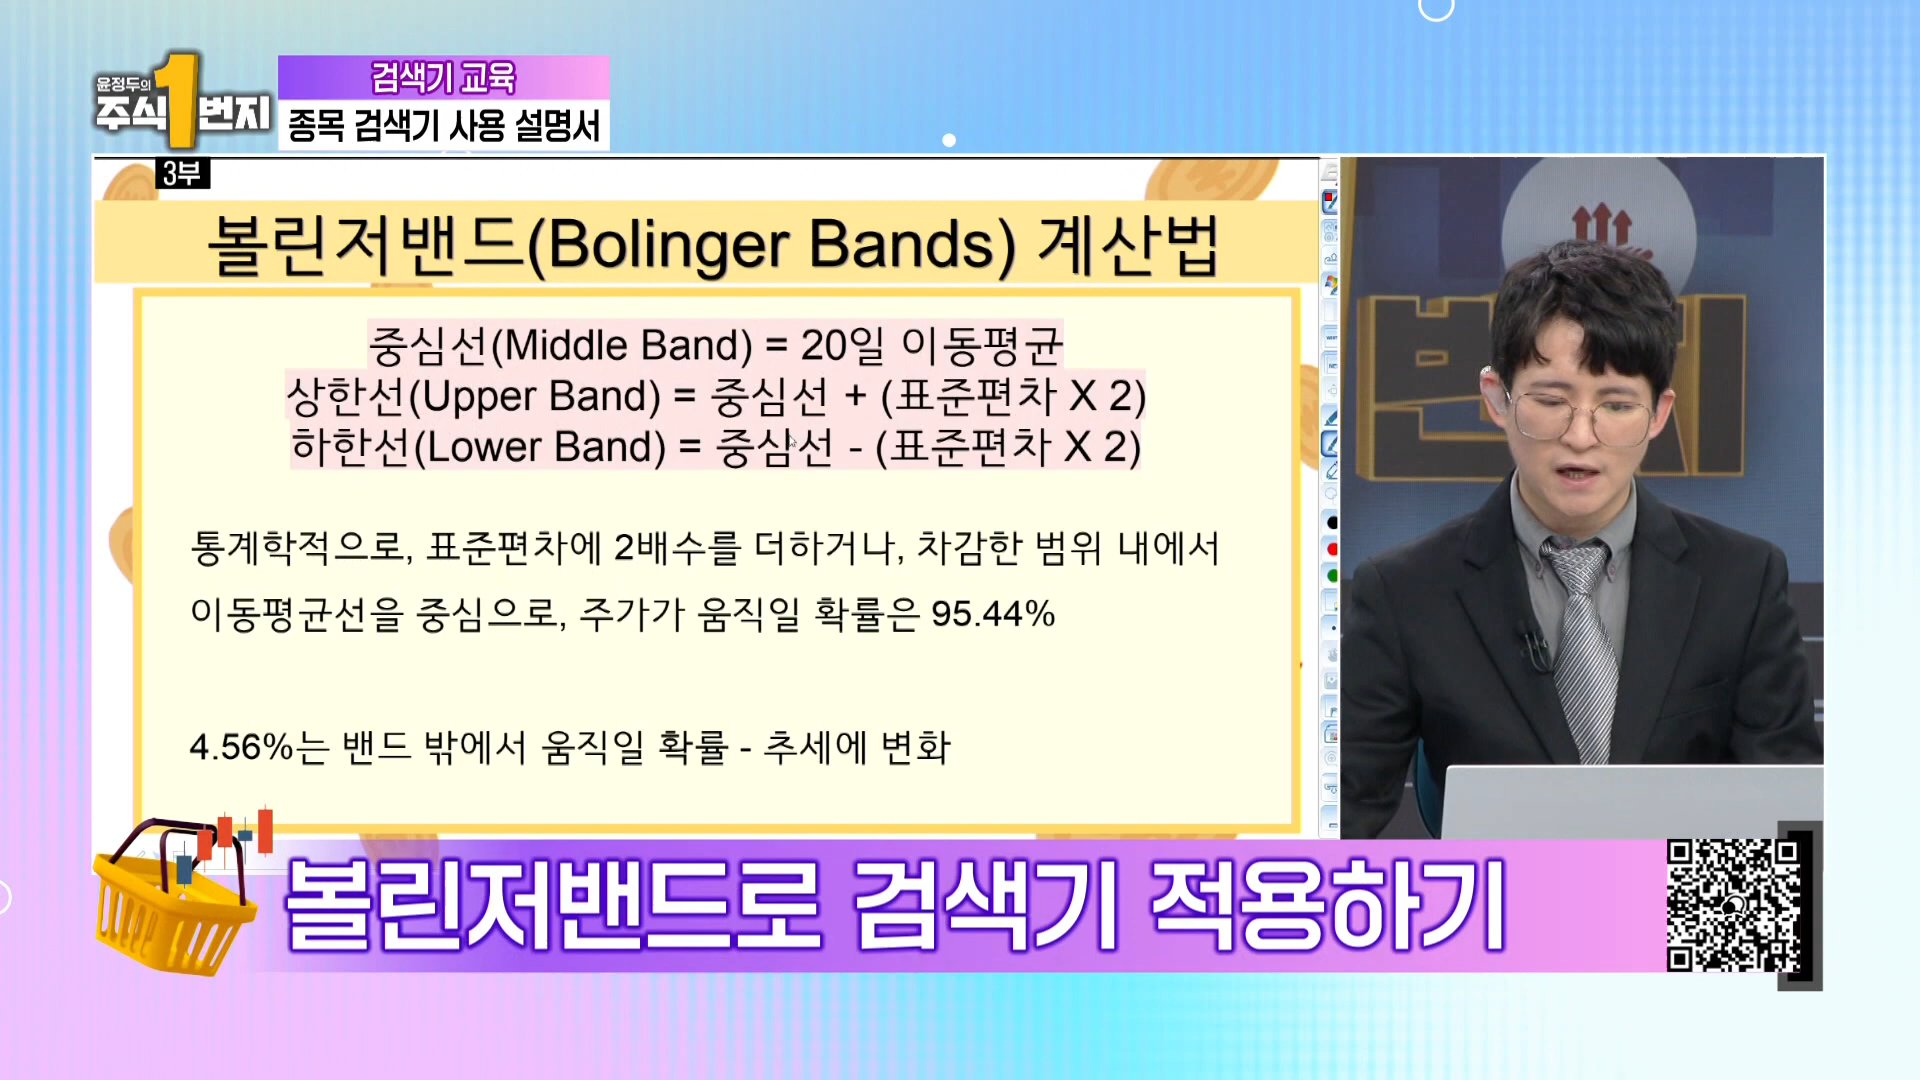 윤정두의
주식1번지
검색기 교육
종목 검색기 사용 설명서
3부
볼린저밴드(Bolinger Bands) 계산법
중심선(Middle Band) = 20일 이동평균
상한선(Upper Band) = 중심선 + (표준편차 X 2)
하한선(Lower Band) = 중심선 - (표준편차 X 2)
통계학적으로, 표준편차에 2배수를 더하거나, 차감한 범위 내에서
이동평균선을 중심으로, 주가가 움직일 확률은 95.44%
4.56%는 밴드 밖에서 움직일 확률 - 추세에 변화
번지
볼린저밴드로 검색기 적용하기